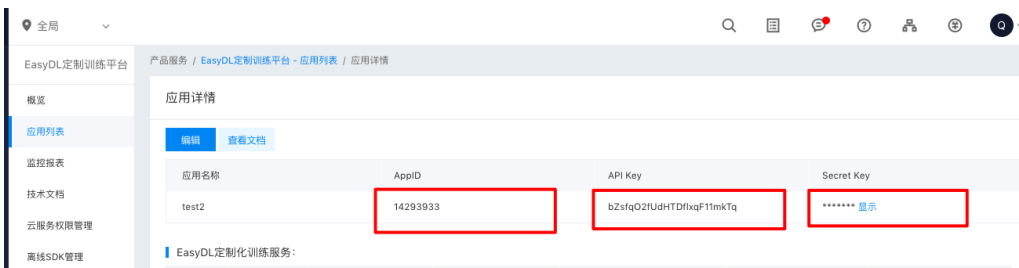 全局
Q
EasyDL定制训练平台
产品服务 / EasyDL定制训练平台 - 应用列表 / 应用详情
概览
应用列表
监控报表
技术文档
云服务权限管理
离线SDK管理
应用详情
编辑 查看文档
应用名称 AppID API Key Secret Key
test2 14293933 bZsfqO2fUdHTDflxqF11mkTq ******* 显示
EasyDL定制化训练服务: